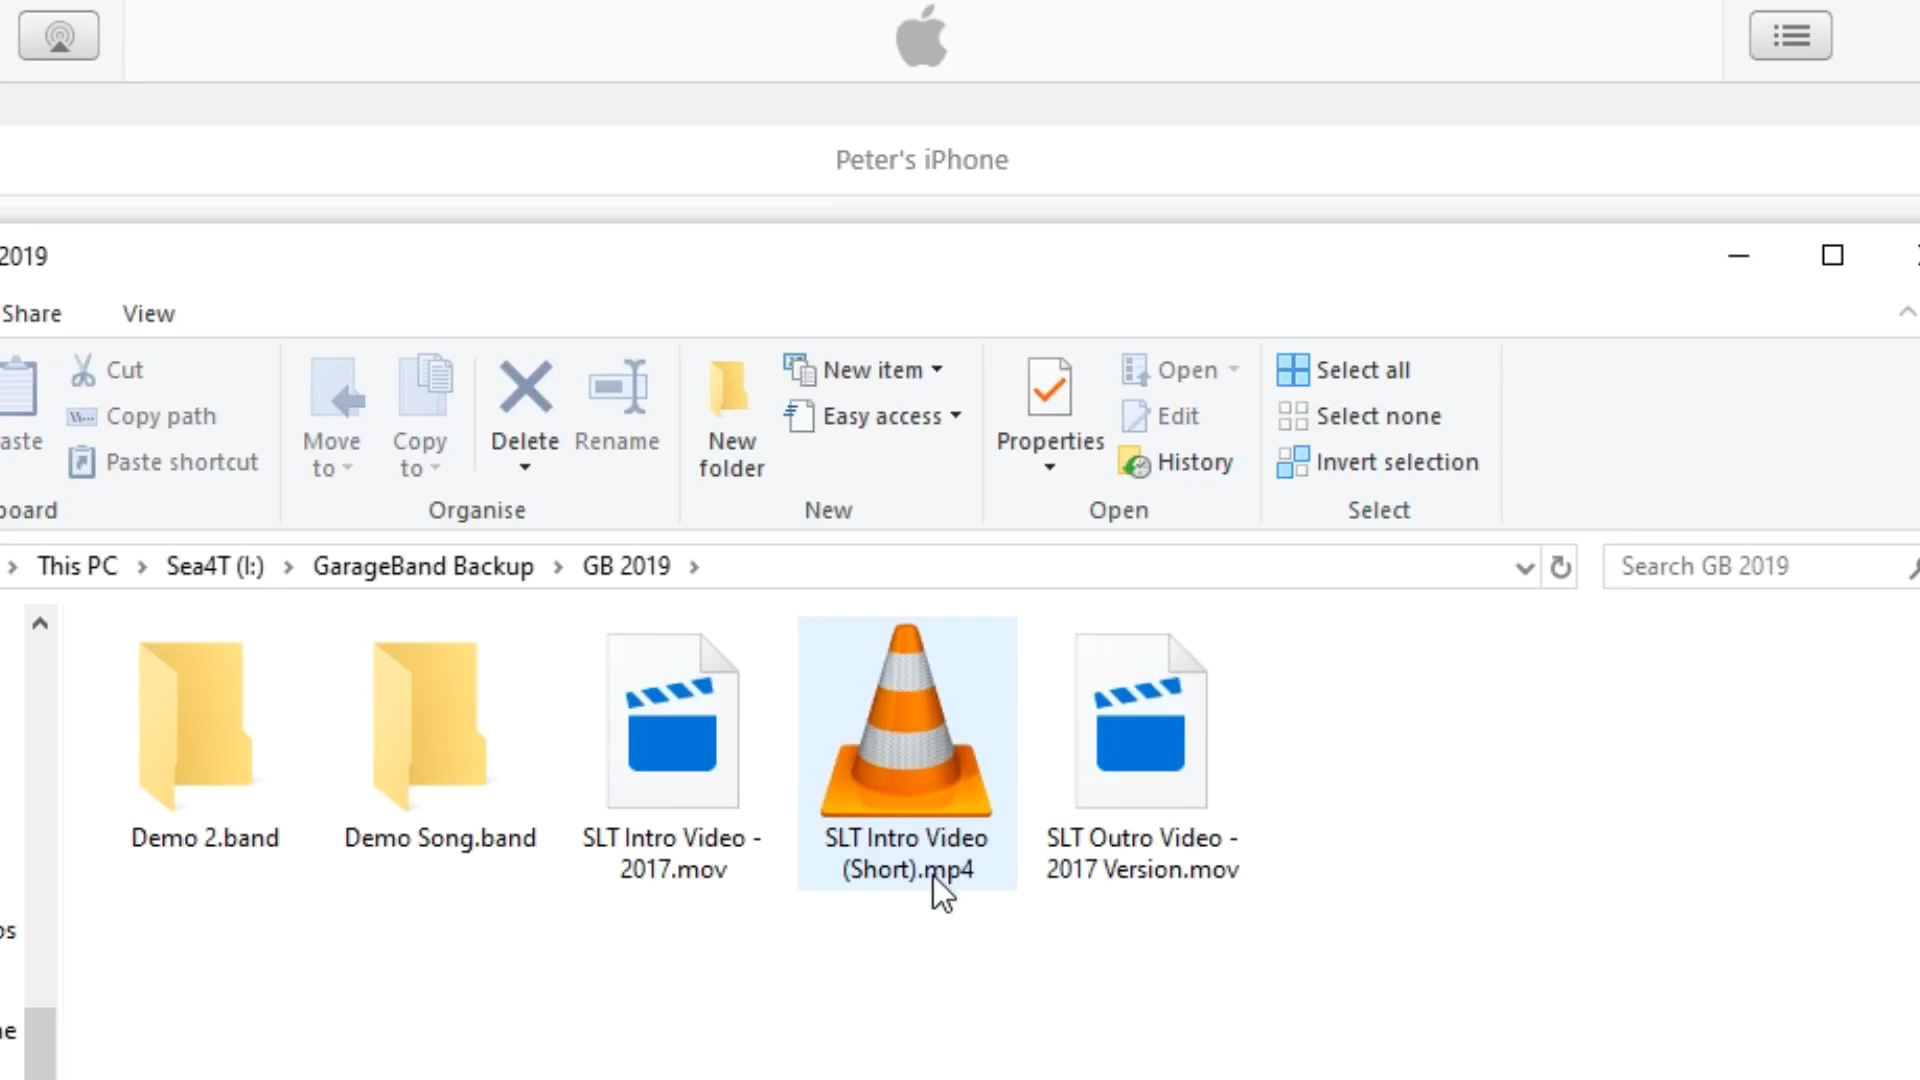 Peter's iPhone
2019
Share View
Cut
Copy path
Paste shortcut
Move to
Copy to
Delete
Rename
Organise
New folder
New item
Easy access
New
Properties
Open
Edit
History
Open
Select all
Select none
Invert selection
Select
This PC > Sea4T (I:) > GarageBand Backup > GB 2019 >
Search GB 2019
Demo 2.band
Demo Song.band
SLT Intro Video -
2017.mov
SLT Intro Video
(Short).mp4
SLT Outro Video -
2017 Version.mov